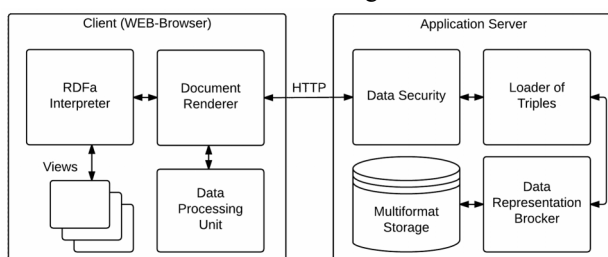 Client (WEB-Browser)
Application Server
RDFa
Interpreter
Document
Renderer
HTTP
Data Security
Loader of
Triples
Views
Data
Processing
Unit
Multiformat
Storage
Data
Representation
Brocker